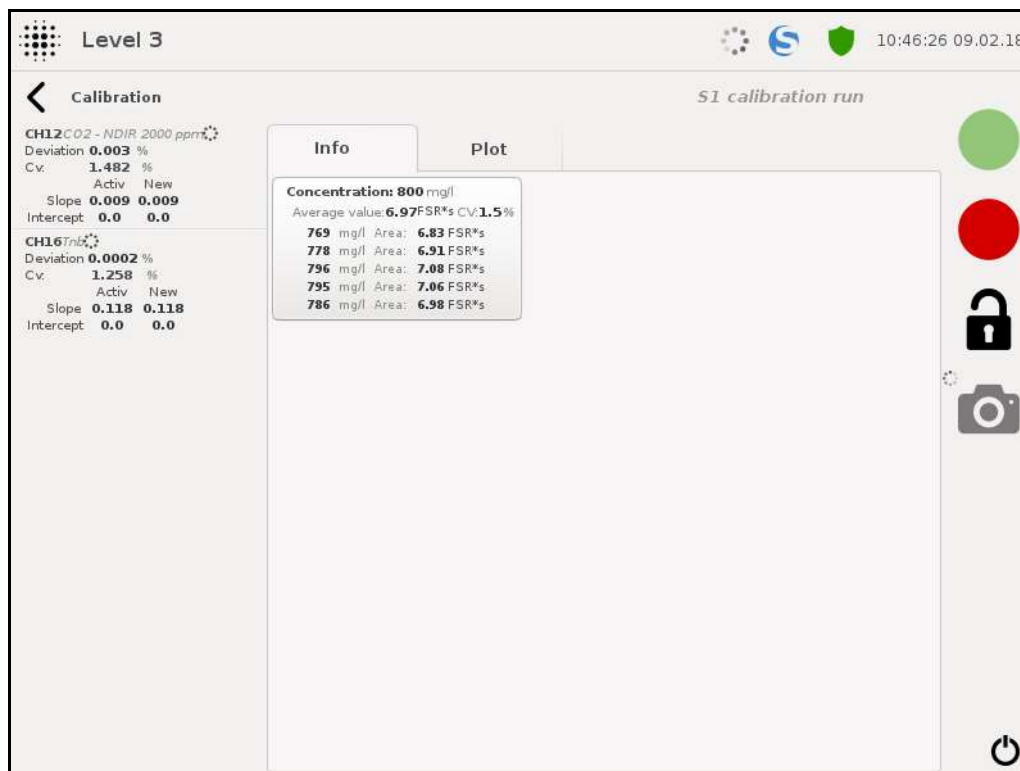 Level 3
10:46:26 09.02.18
Calibration
S1 calibration run
CH12 CO2 - NDIR 2000 ppm
Deviation 0.003 %
Cv. 1.482 %
Activ New
Slope 0.009 0.009
Intercept 0.0 0.0
CH16 Tnb
Deviation 0.0002 %
Cv. 1.258 %
Activ New
Slope 0.118 0.118
Intercept 0.0 0.0
Info Plot
Concentration: 800 mg/l
Average value: 6.97 FSR*s CV: 1.5 %
769 mg/l Area: 6.83 FSR*s
778 mg/l Area: 6.91 FSR*s
796 mg/l Area: 7.08 FSR*s
795 mg/l Area: 7.06 FSR*s
786 mg/l Area: 6.98 FSR*s